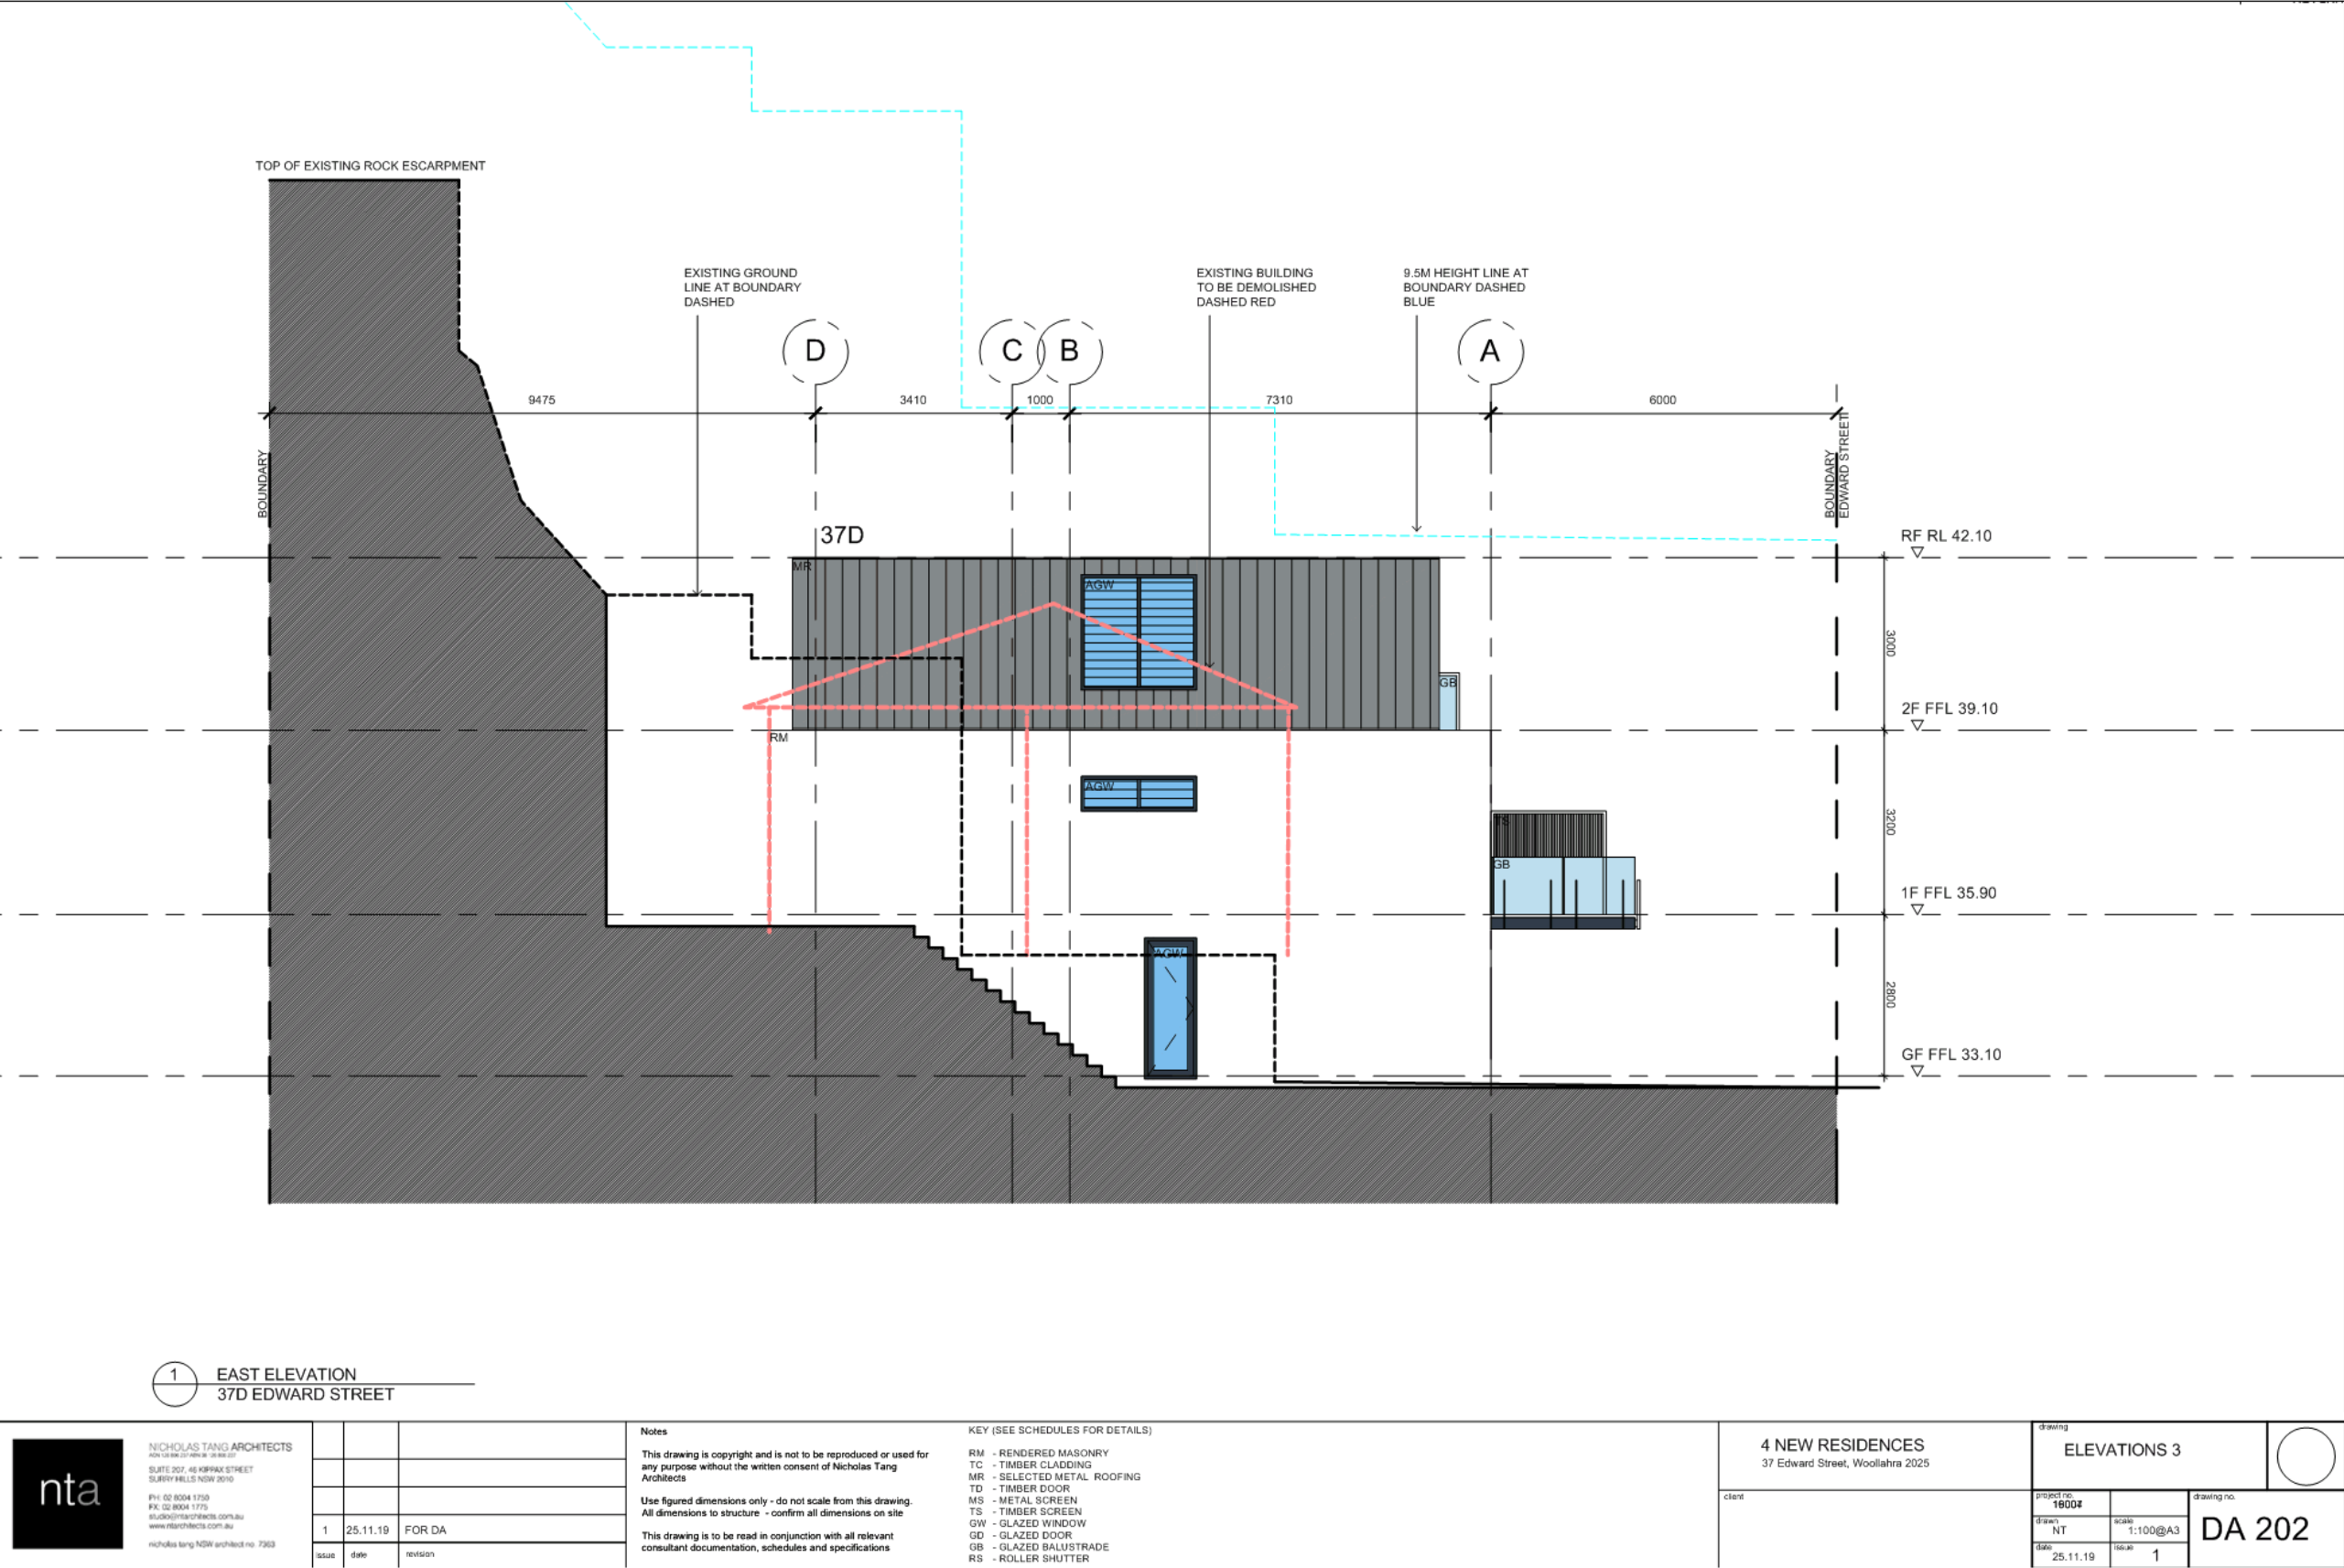 TOP OF EXISTING ROCK ESCARPMENT
EXISTING GROUND
LINE AT BOUNDARY
DASHED
EXISTING BUILDING
TO BE DEMOLISHED
DASHED RED
9.5M HEIGHT LINE AT
BOUNDARY DASHED
BLUE
D
C
B
A
9475
3410
1000
7310
6000
BOUNDARY
BOUNDARY
EDWARD STREET
37D
RF RL 42.10
MR
AGW
3000
GB
2F FFL 39.10
RM
AGW
TS
3200
GB
1F FFL 35.90
AGW
2800
GF FFL 33.10
1
EAST ELEVATION
37D EDWARD STREET
nta
NICHOLAS TANG ARCHITECTS
SUITE 207, 46 KIPPAX STREET
SURRY HILLS NSW 2010
PH: 02 8004 1750
FX: 02 8004 1775
studio@ntarchitects.com.au
www.ntarchitects.com.au
nicholas tang NSW architect no. 7363
1 25.11.19 FOR DA
issue date revision
Notes
This drawing is copyright and is not to be reproduced or used for
any purpose without the written consent of Nicholas Tang
Architects
Use figured dimensions only - do not scale from this drawing.
All dimensions to structure - confirm all dimensions on site
This drawing is to be read in conjunction with all relevant
consultant documentation, schedules and specifications
KEY (SEE SCHEDULES FOR DETAILS)
RM - RENDERED MASONRY
TC - TIMBER CLADDING
MR - SELECTED METAL ROOFING
TD - TIMBER DOOR
MS - METAL SCREEN
TS - TIMBER SCREEN
GW - GLAZED WINDOW
GD - GLAZED DOOR
GB - GLAZED BALUSTRADE
RS - ROLLER SHUTTER
4 NEW RESIDENCES
37 Edward Street, Woollahra 2025
client
drawing
ELEVATIONS 3
project no.
drawn
NT
scale
1:100@A3
date
25.11.19
issue
1
drawing no.
DA 202